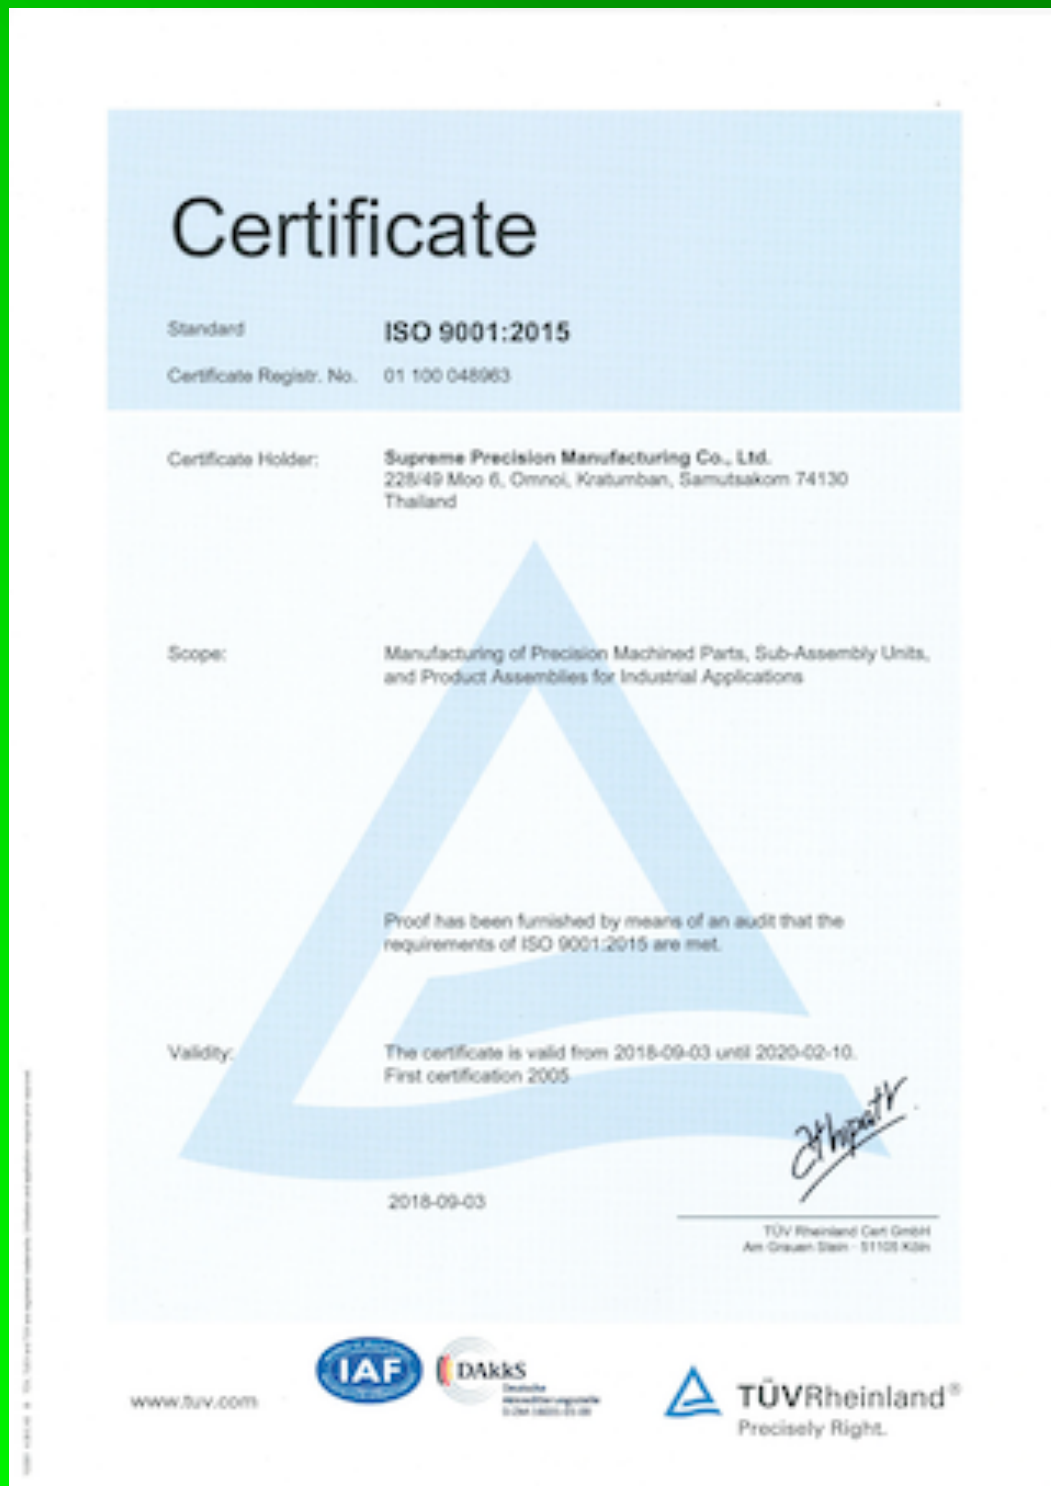 Certificate
Standard ISO 9001:2015
Certificate Registr. No. 01 100 048963
Certificate Holder: Supreme Precision Manufacturing Co., Ltd.
228/49 Moo 6, Omnoi, Kratumban, Samutsakorn 74130
Thailand
Scope: Manufacturing of Precision Machined Parts, Sub-Assembly Units,
and Product Assemblies for Industrial Applications
Proof has been furnished by means of an audit that the
requirements of ISO 9001:2015 are met.
Validity: The certificate is valid from 2018-09-03 until 2020-02-10.
First certification 2005
2018-09-03
TÜV Rheinland Cert GmbH
Am Grauen Stein · 51105 Köln
www.tuv.com
IAF
DAkkS
Deutsche
Akkreditierungsstelle
TÜVRheinland®
Precisely Right.